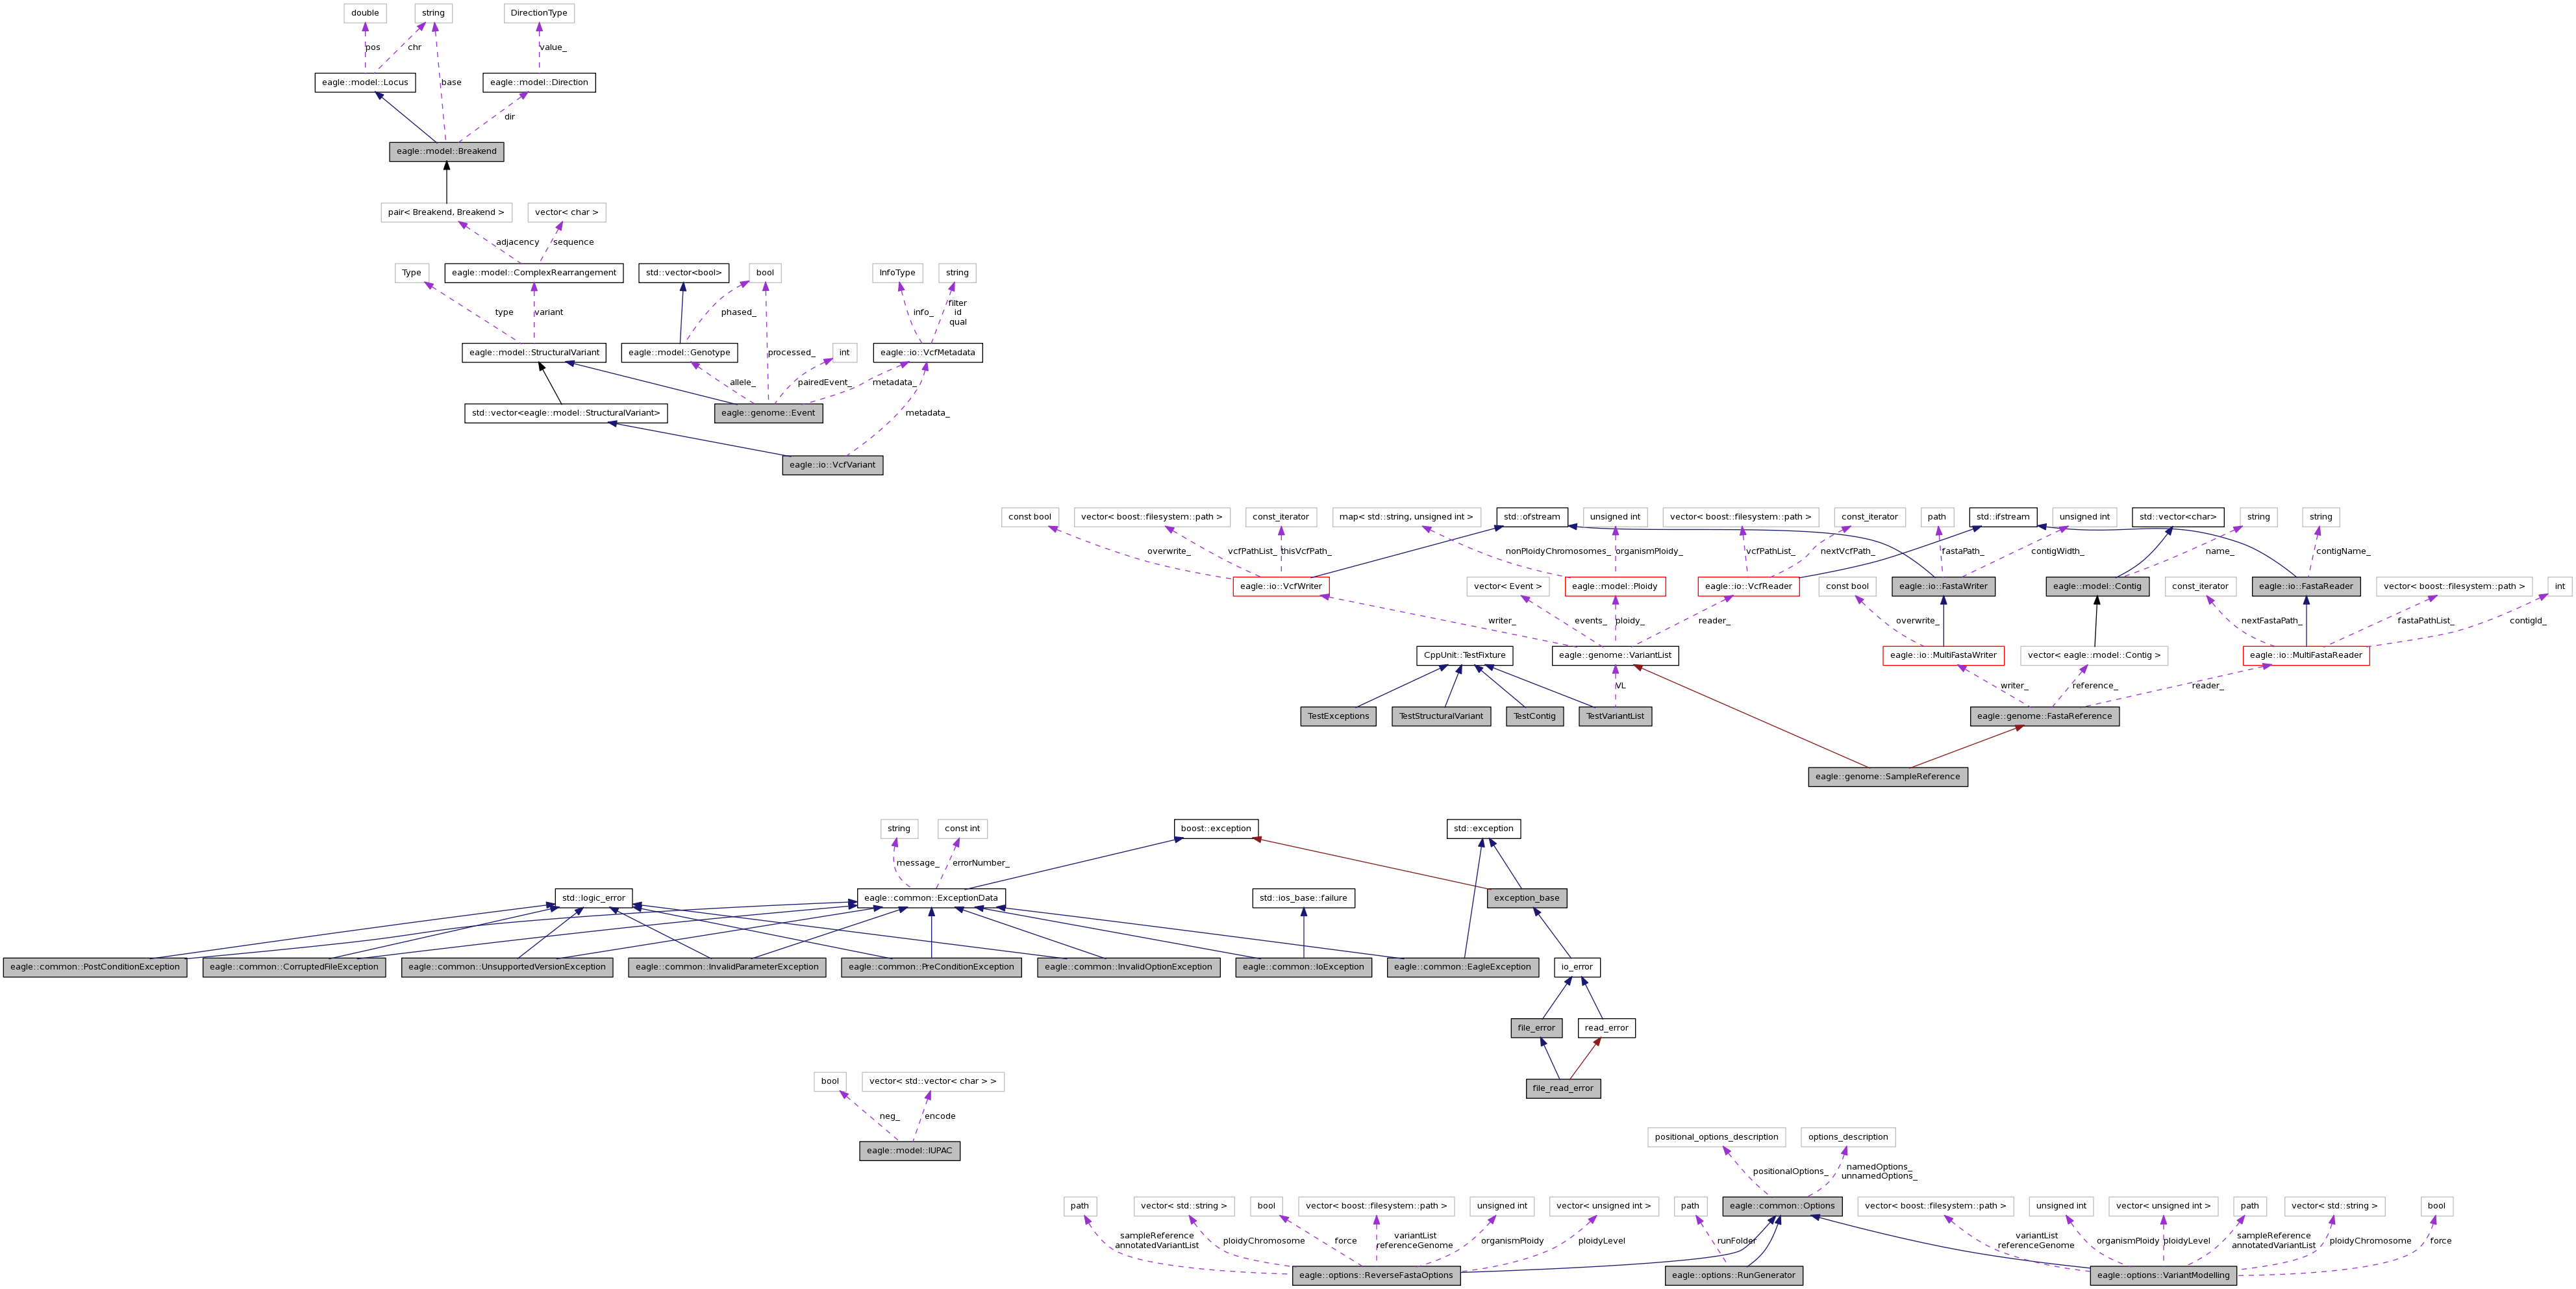 double
string
DirectionType
pos
chr
value_
eagle::model::Locus
base
eagle::model::Direction
dir
eagle::model::Breakend
pair< Breakend, Breakend >
vector< char >
adjacency
sequence
Type
eagle::model::ComplexRearrangement
std::vector<bool>
bool
InfoType
string
type
variant
phased_
info_
filter
id
qual
eagle::model::StructuralVariant
eagle::model::Genotype
processed_
int
eagle::io::VcfMetadata
allele_
pairedEvent_
metadata_
std::vector<eagle::model::StructuralVariant>
eagle::genome::Event
metadata_
eagle::io::VcfVariant
const bool
vector< boost::filesystem::path >
const_iterator
map< std::string, unsigned int >
std::ofstream
unsigned int
vector< boost::filesystem::path >
const_iterator
path
std::ifstream
unsigned int
std::vector<char>
string
string
overwrite_
vcfPathList_
thisVcfPath_
nonPloidyChromosomes_
organismPloidy_
vcfPathList_
nextVcfPath_
fastaPath_
contigWidth_
name_
contigName_
eagle::io::VcfWriter
vector< Event >
eagle::model::Ploidy
eagle::io::VcfReader
const bool
eagle::io::FastaWriter
eagle::model::Contig
const_iterator
eagle::io::FastaReader
vector< boost::filesystem::path >
int
writer_
events_
ploidy_
reader_
overwrite_
nextFastaPath_
fastaPathList_
contigId_
CppUnit::TestFixture
eagle::genome::VariantList
eagle::io::MultiFastaWriter
vector< eagle::model::Contig >
eagle::io::MultiFastaReader
VL
writer_
reference_
reader_
TestExceptions
TestStructuralVariant
TestContig
TestVariantList
eagle::genome::FastaReference
eagle::genome::SampleReference
string
const int
boost::exception
std::exception
message_
errorNumber_
std::logic_error
eagle::common::ExceptionData
std::ios_base::failure
exception_base
eagle::common::PostConditionException
eagle::common::CorruptedFileException
eagle::common::UnsupportedVersionException
eagle::common::InvalidParameterException
eagle::common::PreConditionException
eagle::common::InvalidOptionException
eagle::common::IoException
eagle::common::EagleException
io_error
file_error
read_error
file_read_error
bool
vector< std::vector< char > >
neg_
encode
eagle::model::IUPAC
positional_options_description
options_description
positionalOptions_
namedOptions_
unnamedOptions_
path
vector< std::string >
bool
vector< boost::filesystem::path >
unsigned int
vector< unsigned int >
path
eagle::common::Options
vector< boost::filesystem::path >
unsigned int
vector< unsigned int >
path
vector< std::string >
bool
sampleReference
annotatedVariantList
ploidyChromosome
force
variantList
referenceGenome
organismPloidy
ploidyLevel
runFolder
variantList
referenceGenome
organismPloidy
ploidyLevel
sampleReference
annotatedVariantList
ploidyChromosome
force
eagle::options::ReverseFastaOptions
eagle::options::RunGenerator
eagle::options::VariantModelling